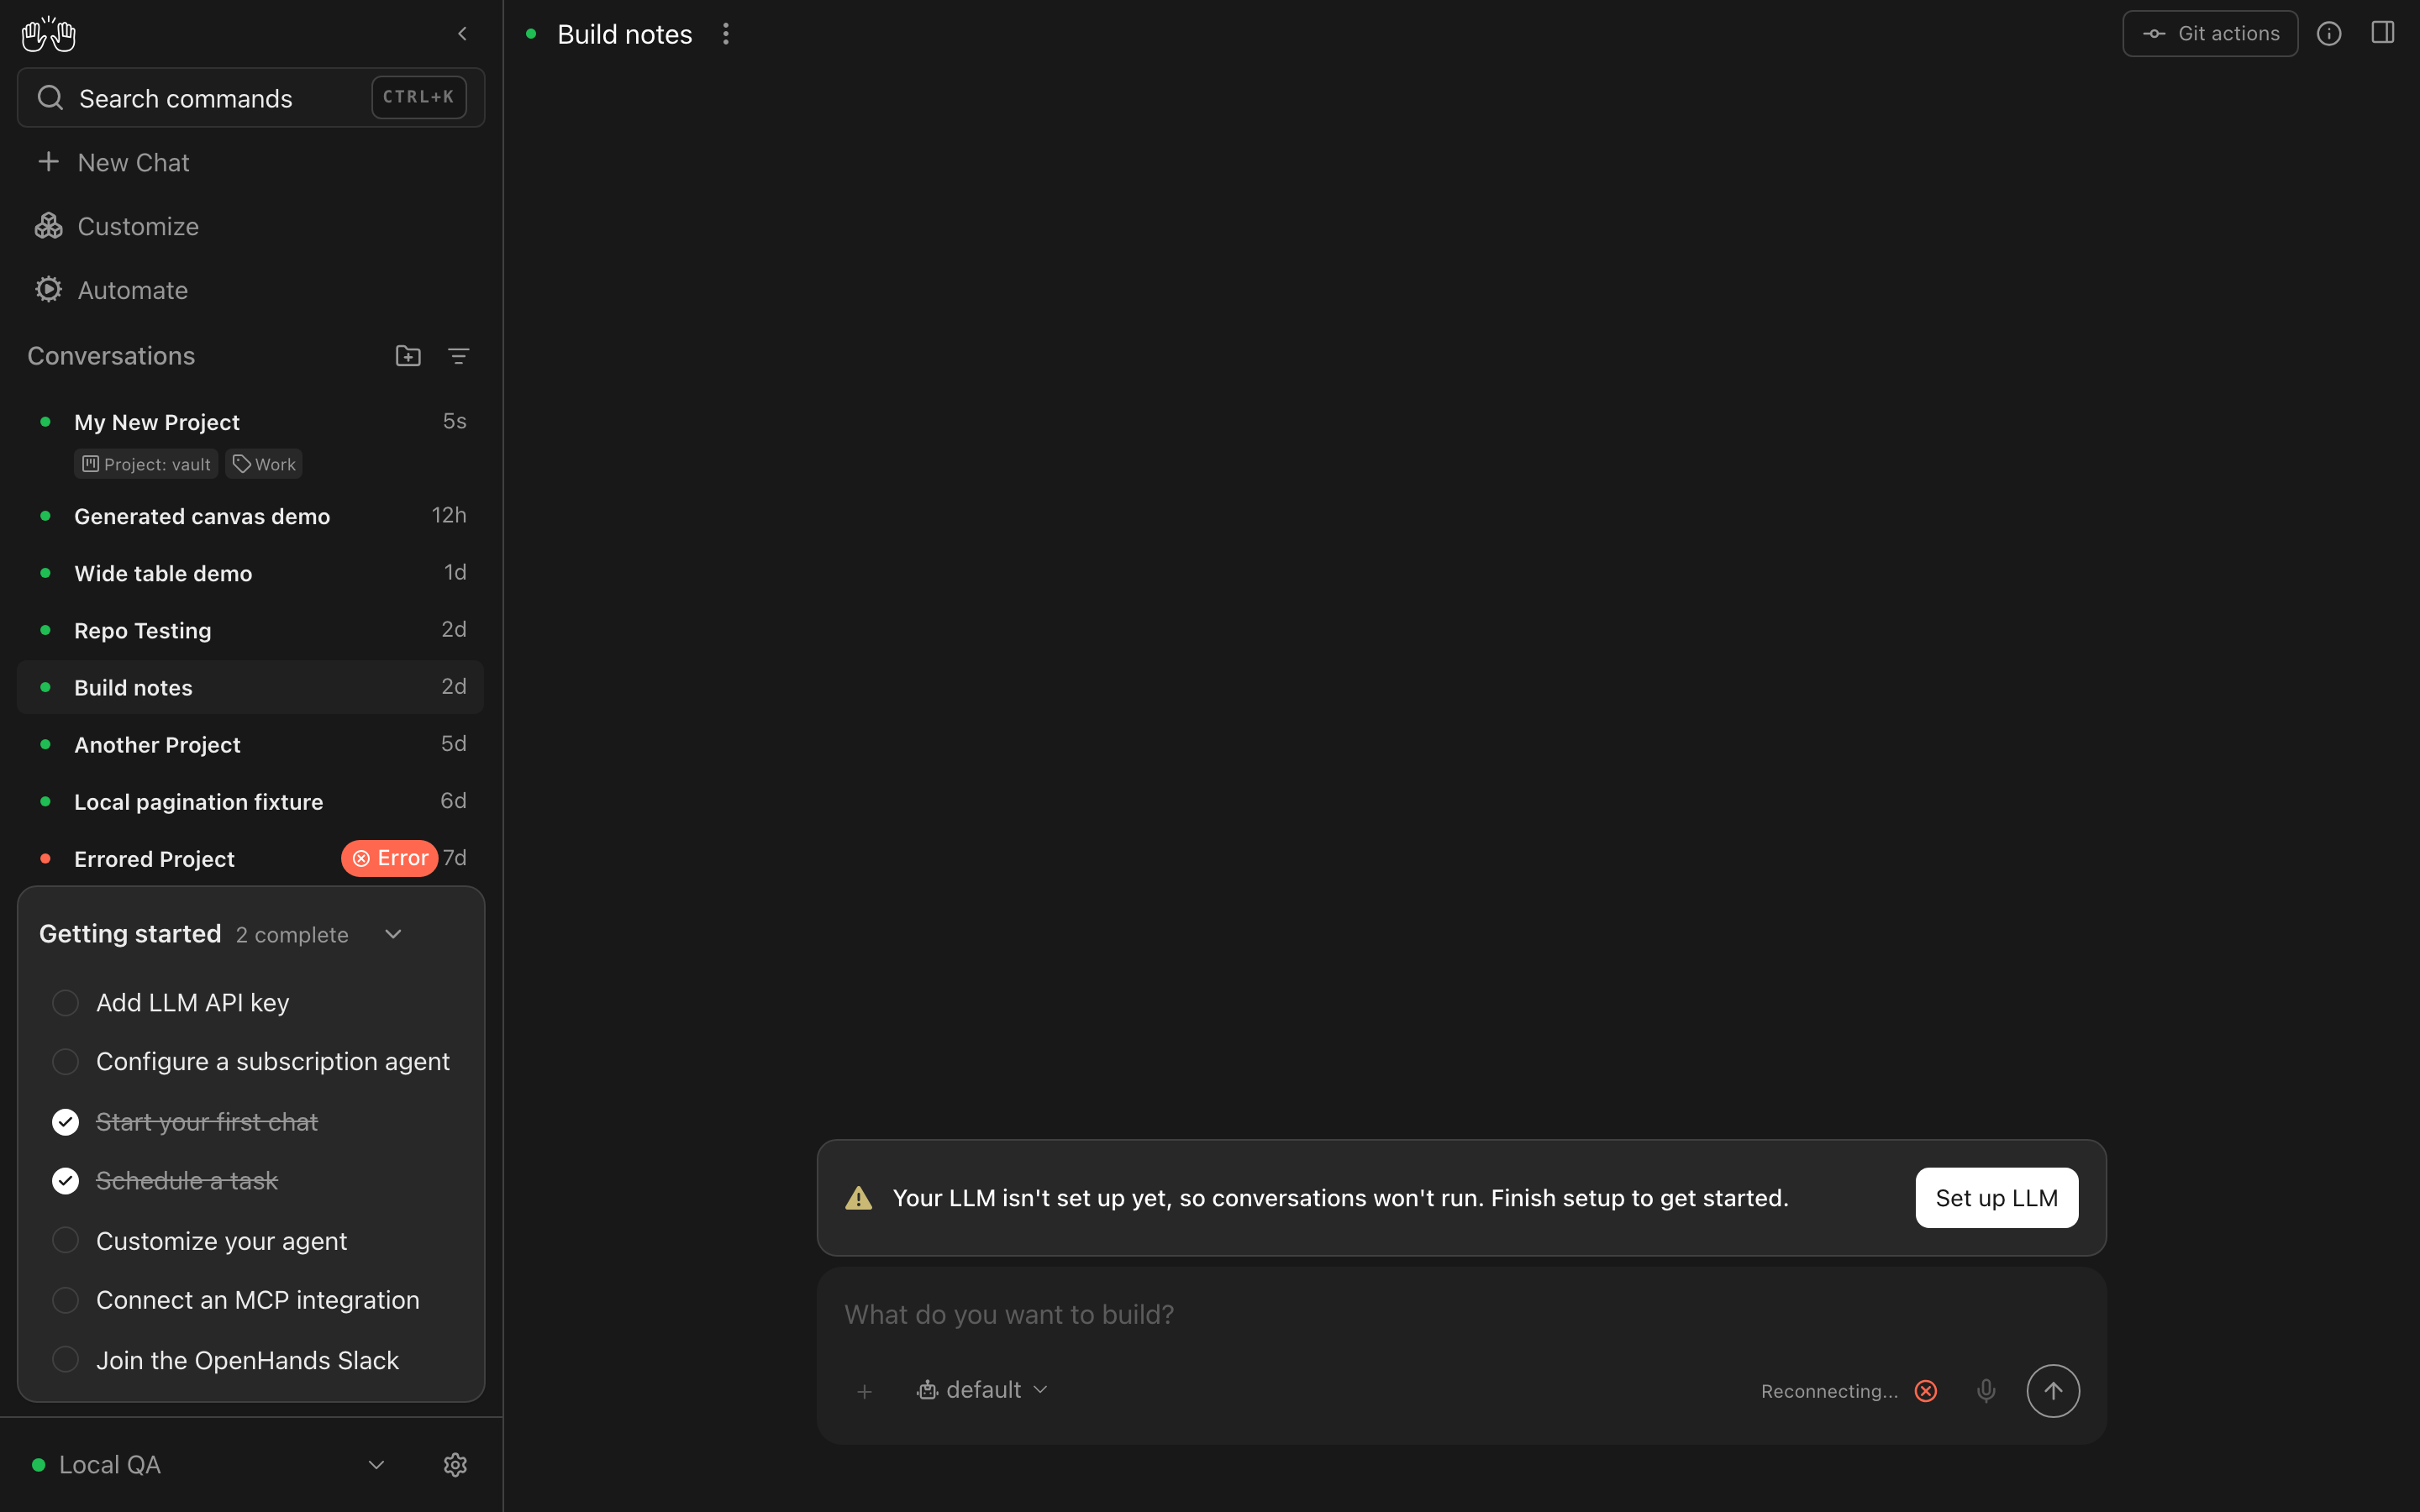 Search commands CTRL+K
New Chat
Customize
Automate
Conversations
My New Project 5s
Project: vault Work
Generated canvas demo 12h
Wide table demo 1d
Repo Testing 2d
Build notes 2d
Another Project 5d
Local pagination fixture 6d
Errored Project Error 7d
Getting started 2 complete
Add LLM API key
Configure a subscription agent
Start your first chat
Schedule a task
Customize your agent
Connect an MCP integration
Join the OpenHands Slack
Local QA
Build notes
Git actions
Your LLM isn't set up yet, so conversations won't run. Finish setup to get started. Set up LLM
What do you want to build?
default Reconnecting...